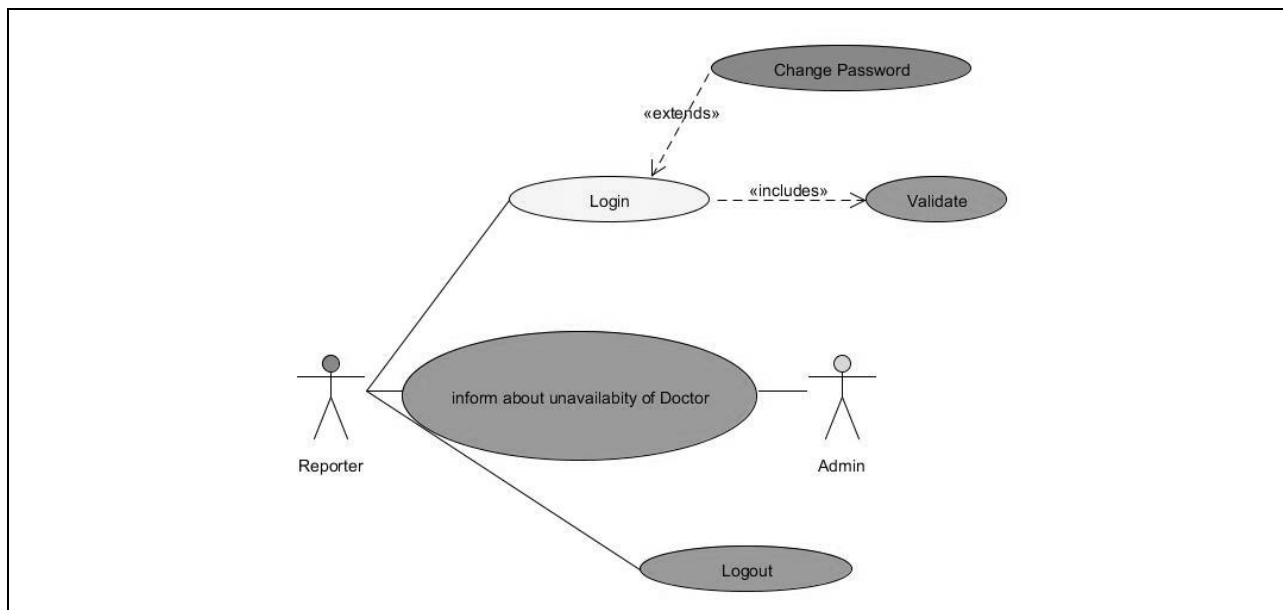 Change Password
«extends»
Login
«includes»
Validate
inform about unavailabity of Doctor
Reporter
Admin
Logout